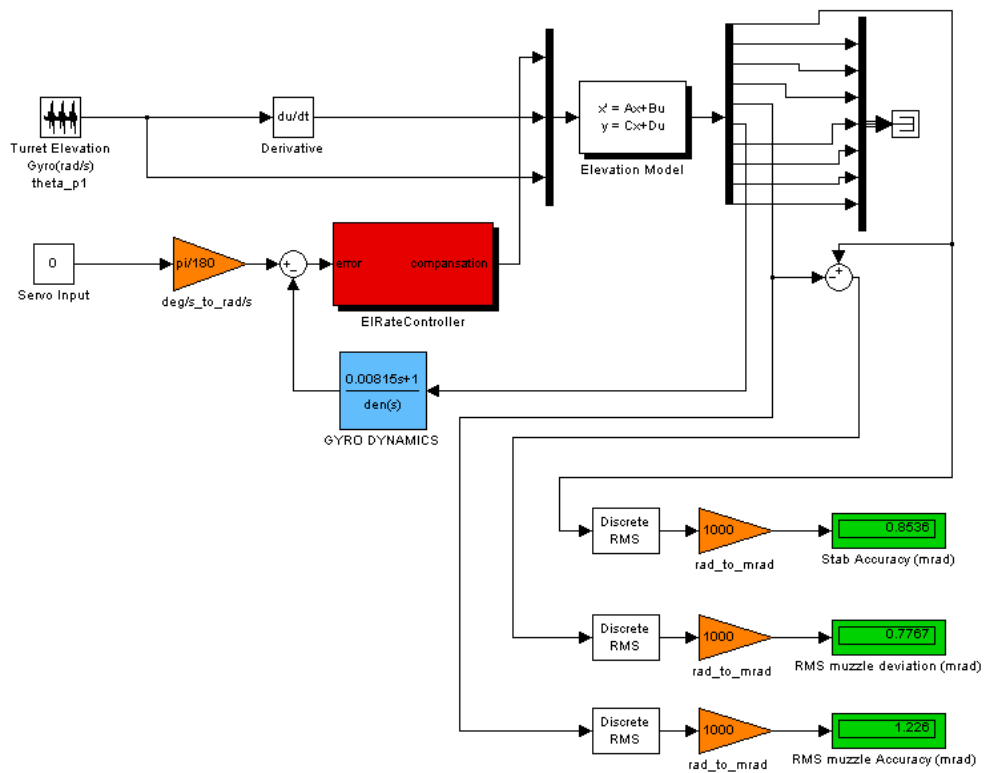 Turret Elevation
Gyro(rad/s)
theta_p1
du/dt
Derivative
x' = Ax+Bu
y = Cx+Du
Elevation Model
0
Servo Input
pi/180
deg/s_to_rad/s
+
-
error
compansation
ElRateController
0.00815s+1
den(s)
GYRO DYNAMICS
+
-
Discrete
RMS
1000
rad_to_mrad
0.8536
Stab Accuracy (mrad)
Discrete
RMS
1000
rad_to_mrad
0.7767
RMS muzzle deviation (mrad)
Discrete
RMS
1000
rad_to_mrad
1.226
RMS muzzle Accuracy (mrad)